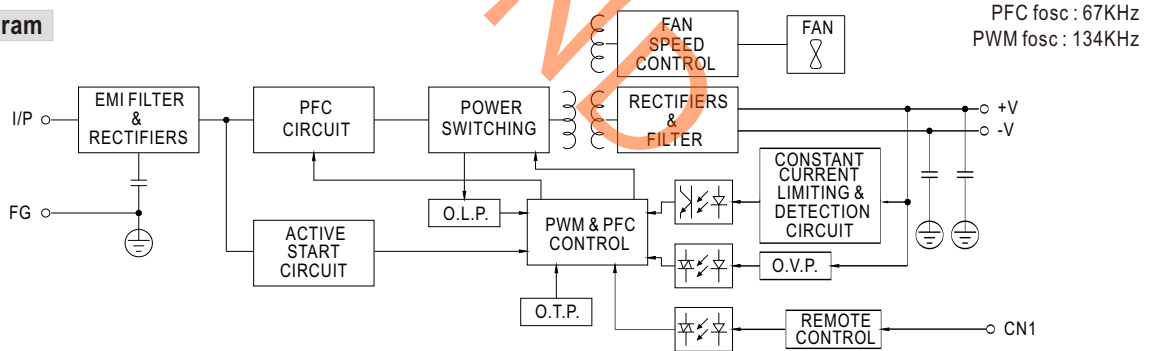 ram
PFC fosc : 67KHz
PWM fosc : 134KHz
FAN
SPEED
CONTROL
FAN
I/P
EMI FILTER
&
RECTIFIERS
PFC
CIRCUIT
POWER
SWITCHING
RECTIFIERS
&
FILTER
+V
-V
FG
ACTIVE
START
CIRCUIT
O.L.P.
PWM & PFC
CONTROL
CONSTANT
CURRENT
LIMITING &
DETECTION
CIRCUIT
O.V.P.
O.T.P.
REMOTE
CONTROL
CN1